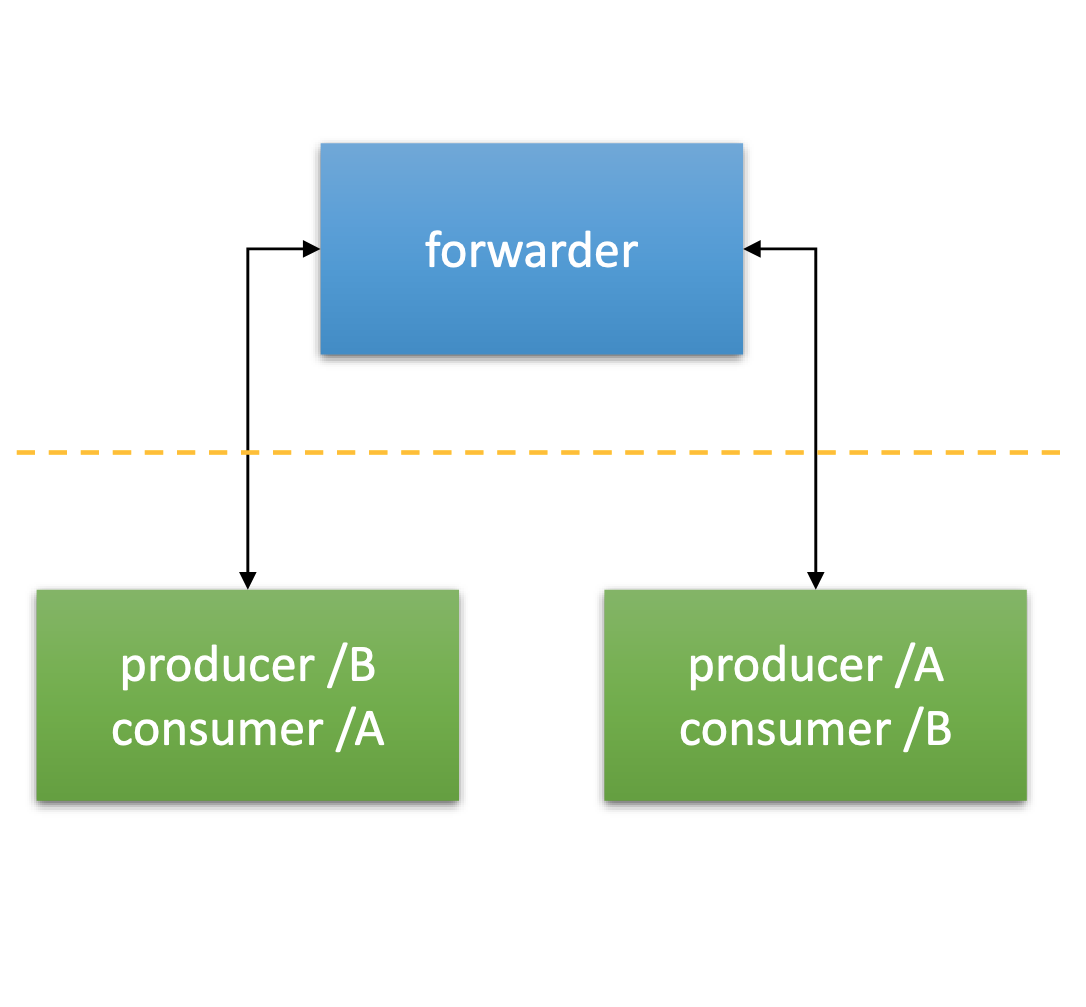 forwarder
producer /B
consumer /A
producer /A
consumer /B